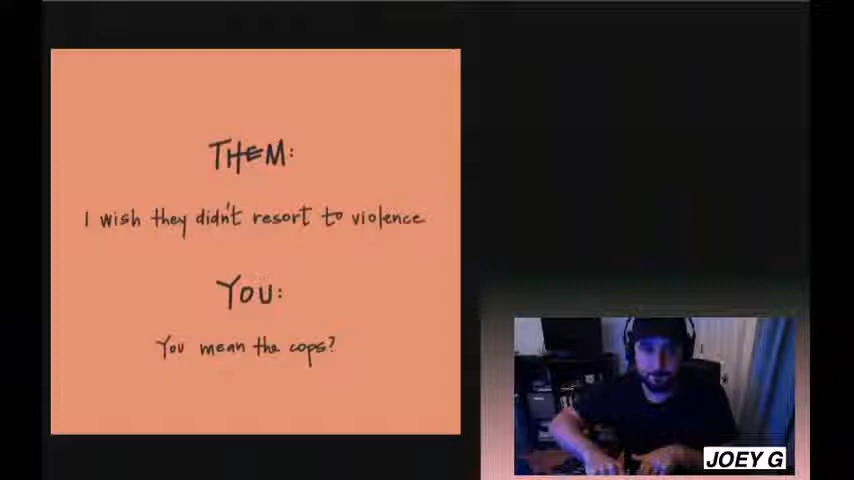 THEM:
I wish they didn't resort to violence
YOU:
You mean the cops?
JOEY G